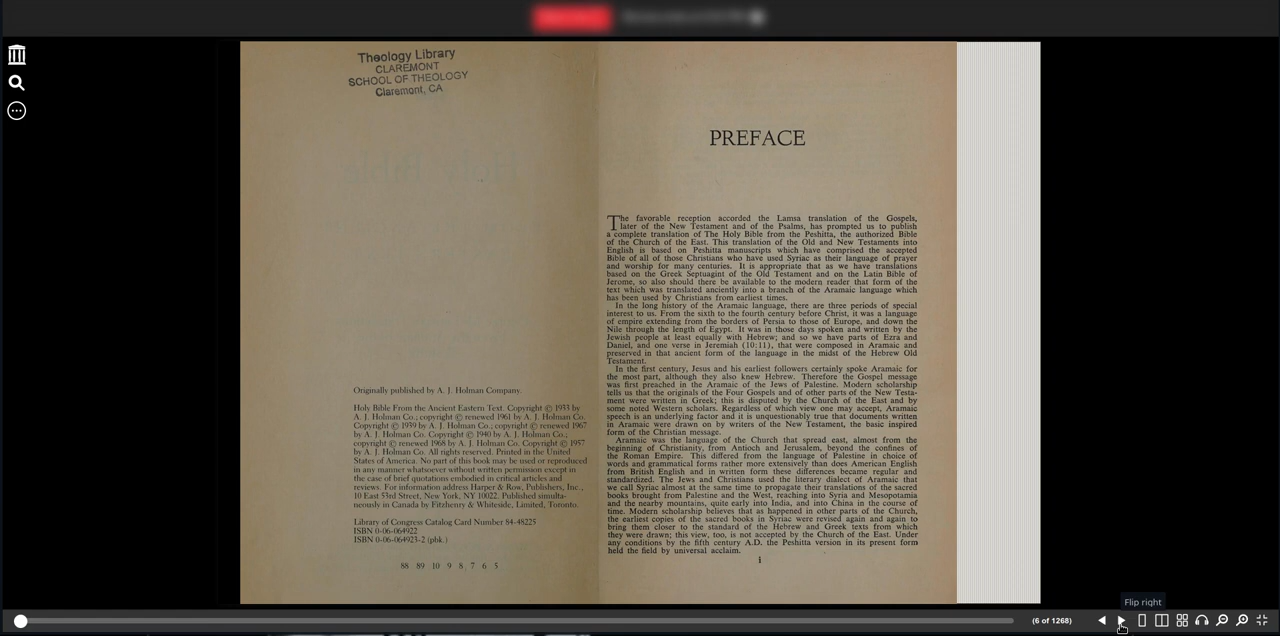 Theology Library
CLAREMONT
SCHOOL OF THEOLOGY
Claremont, CA
Originally published by A. J. Holman Company.
Holy Bible From the Ancient Eastern Text. Copyright © 1933 by
A. J. Holman Co.; copyright © renewed 1961 by A. J. Holman Co.
Copyright © 1939 by A. J. Holman Co.; copyright © renewed 1967
by A. J. Holman Co. Copyright © 1940 by A. J. Holman Co.;
copyright © renewed 1968 by A. J. Holman Co. Copyright © 1957
by A. J. Holman Co. All rights reserved. Printed in the United
States of America. No part of this book may be used or reproduced
in any manner whatsoever without written permission except in
the case of brief quotations embodied in critical articles and
reviews. For information address Harper & Row, Publishers, Inc.,
10 East 53rd Street, New York, NY 10022. Published simulta-
neously in Canada by Fitzhenry & Whiteside, Limited, Toronto.
Library of Congress Catalog Card Number 84-48225
ISBN 0-06-064922
ISBN 0-06-064923-2 (pbk.)
88 89 10 9 8 7 6 5
PREFACE
The favorable reception accorded the Lamsa translation of the Gospels,
later of the New Testament and of the Psalms, has prompted us to publish
a complete translation of The Holy Bible from the Peshitta, the authorized Bible
of the Church of the East. This translation of the Old and New Testaments into
English is based on Peshitta manuscripts which have comprised the accepted
Bible of all of those Christians who have used Syriac as their language of prayer
and worship for many centuries. It is appropriate that as we have translations
based on the Greek Septuagint of the Old Testament and on the Latin Bible of
Jerome, so also should there be available to the modern reader that form of the
text which was translated anciently into a branch of the Aramaic language which
has been used by Christians from earliest times.
In the long history of the Aramaic language, there are three periods of special
interest to us. From the sixth to the fourth century before Christ, it was a language
of empire extending from the borders of Persia to those of Europe, and down the
Nile through the length of Egypt. It was in those days spoken and written by the
Jewish people at least equally with Hebrew; and so we have parts of Ezra and
Daniel, and one verse in Jeremiah (10:11), that were composed in Aramaic and
preserved in that ancient form of the language in the midst of the Hebrew Old
Testament.
In the first century, Jesus and his earliest followers certainly spoke Aramaic for
the most part, although they also knew Hebrew. Therefore the Gospel message
was first preached in the Aramaic of the Jews of Palestine. Modern scholarship
tells us that the originals of the Four Gospels and of other parts of the New Testa-
ment were written in Greek; this is disputed by the Church of the East and by
some noted Western scholars. Regardless of which view one may accept, Aramaic
speech is an underlying factor and it is unquestionably true that documents written
in Aramaic were drawn on by writers of the New Testament, the basic inspired
form of the Christian message.
Aramaic was the language of the Church that spread east, almost from the
beginning of Christianity, from Antioch and Jerusalem, beyond the confines of
the Roman Empire. This differed from the language of Palestine in choice of
words and grammatical forms rather more extensively than does American English
from British English and in written form these differences became regular and
standardized. The Jews and Christians used the literary dialect of Aramaic that
we call Syriac almost at the same time to propagate their translations of the sacred
books brought from Palestine and the West, reaching into Syria and Mesopotamia
and the nearby mountains, quite early into India, and into China in the course of
time. Modern scholarship believes that as happened in other parts of the Church,
the earliest copies of the sacred books in Syriac were revised again and again to
bring them closer to the standard of the Hebrew and Greek texts from which
they were drawn; this view, too, is not accepted by the Church of the East. Under
any conditions by the fifth century A.D. the Peshitta version in its present form
held the field by universal acclaim.
i
Flip right
(6 of 1268)